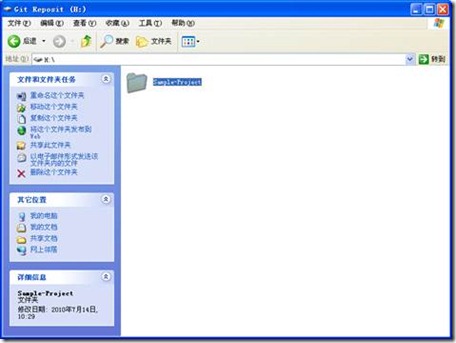 Git Reposit (H:)
文件(F) 编辑(E) 查看(V) 收藏(A) 工具(T) 帮助(H)
后退 搜索 文件夹
地址(D) H:\ 转到
文件和文件夹任务
重命名这个文件夹
移动这个文件夹
复制这个文件夹
将这个文件夹发布到
Web
共享此文件夹
以电子邮件形式发送该
文件夹内的文件
删除这个文件夹
Sample-Project
其它位置
我的电脑
我的文档
共享文档
网上邻居
详细信息
Sample-Project
文件夹
修改日期: 2010年7月14日,
10:29